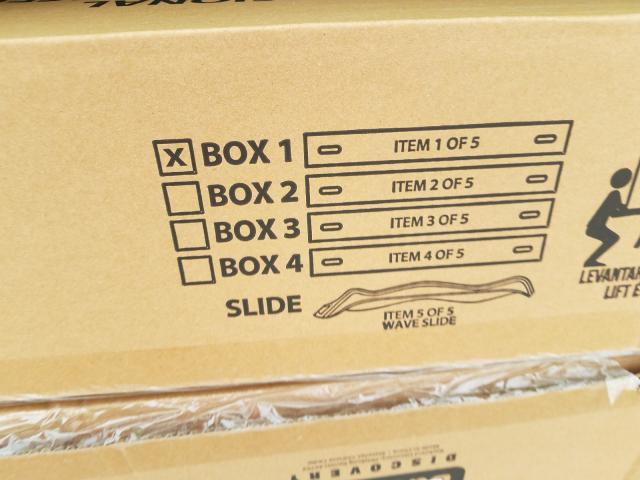 X BOX 1 ITEM 1 OF 5
BOX 2 ITEM 2 OF 5
BOX 3 ITEM 3 OF 5
BOX 4 ITEM 4 OF 5
SLIDE ITEM 5 OF 5
WAVE SLIDE
LEVANTAR
LIFT E
DISCOVERY